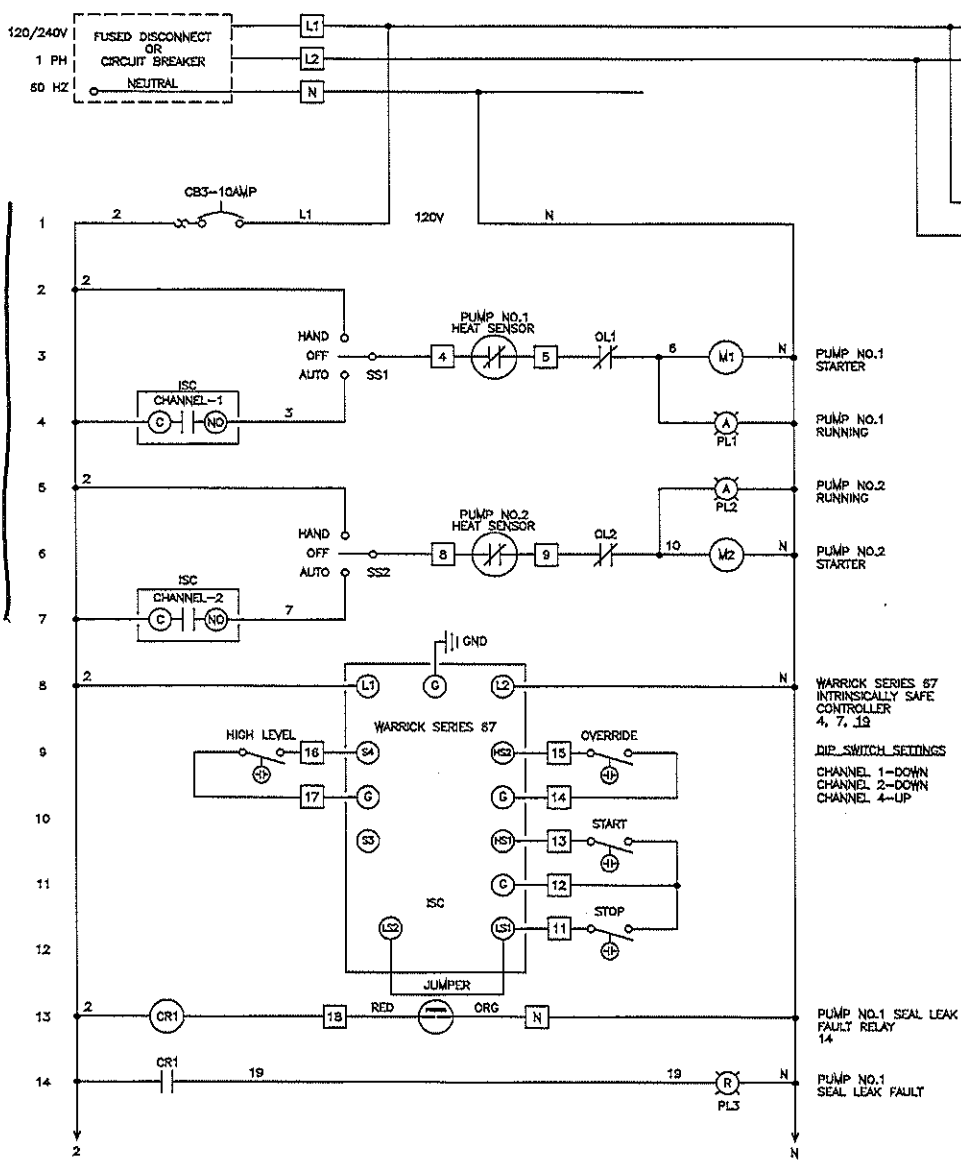 120/240V
1 PH
60 HZ
FUSED DISCONNECT
OR
CIRCUIT BREAKER
NEUTRAL
L1
L2
N
CB3-10AMP
1
2
L1
120V
N
2
2
HAND
PUMP NO.1
HEAT SENSOR
OL1
3
OFF
SS1
4
5
6
M1
N
PUMP NO.1
STARTER
AUTO
ISC
CHANNEL-1
4
C
NO
3
A
PL1
PUMP NO.1
RUNNING
5
2
A
PL2
PUMP NO.2
RUNNING
HAND
PUMP NO.2
HEAT SENSOR
OL2
6
OFF
SS2
8
9
10
M2
N
PUMP NO.2
STARTER
AUTO
ISC
CHANNEL-2
7
C
NO
7
GND
8
2
L1
G
L2
N
WARRICK SERIES 67
INTRINSICALLY SAFE
CONTROLLER
4, 7, 19
WARRICK SERIES 67
9
HIGH LEVEL
16
S4
HS2
15
OVERRIDE
DIP SWITCH SETTINGS
CHANNEL 1-DOWN
CHANNEL 2-DOWN
CHANNEL 4-UP
17
G
G
14
10
S3
HS1
13
START
11
ISC
G
12
LS2
LS1
11
STOP
12
JUMPER
13
2
CR1
18
RED
ORG
N
PUMP NO.1 SEAL LEAK
FAULT RELAY
14
14
CR1
19
19
R
PL3
N
PUMP NO.1
SEAL LEAK FAULT
2
N